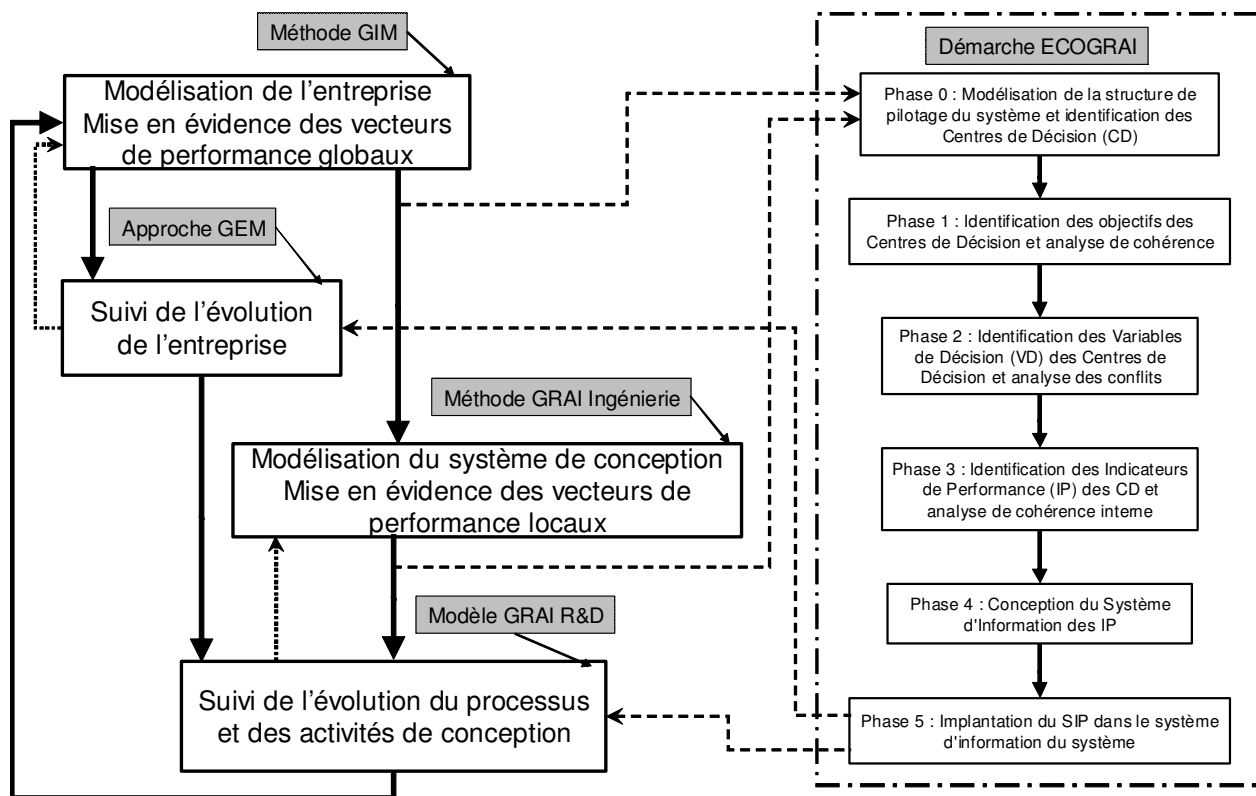 Méthode GIM
Modélisation de l'entreprise
Mise en évidence des vecteurs
de performance globaux
Approche GEM
Suivi de l'évolution
de l'entreprise
Méthode GRAI Ingénierie
Modélisation du système de conception
Mise en évidence des vecteurs de
performance locaux
Modèle GRAI R&D
Suivi de l'évolution du processus
et des activités de conception
Démarche ECOGRAI
Phase 0 : Modélisation de la structure de
pilotage du système et identification des
Centres de Décision (CD)
Phase 1 : Identification des objectifs des
Centres de Décision et analyse de cohérence
Phase 2 : Identification des Variables
de Décision (VD) des Centres de
Décision et analyse des conflits
Phase 3 : Identification des Indicateurs
de Performance (IP) des CD et
analyse de cohérence interne
Phase 4 : Conception du Système
d'Information des IP
Phase 5 : Implantation du SIP dans le système
d'information du système